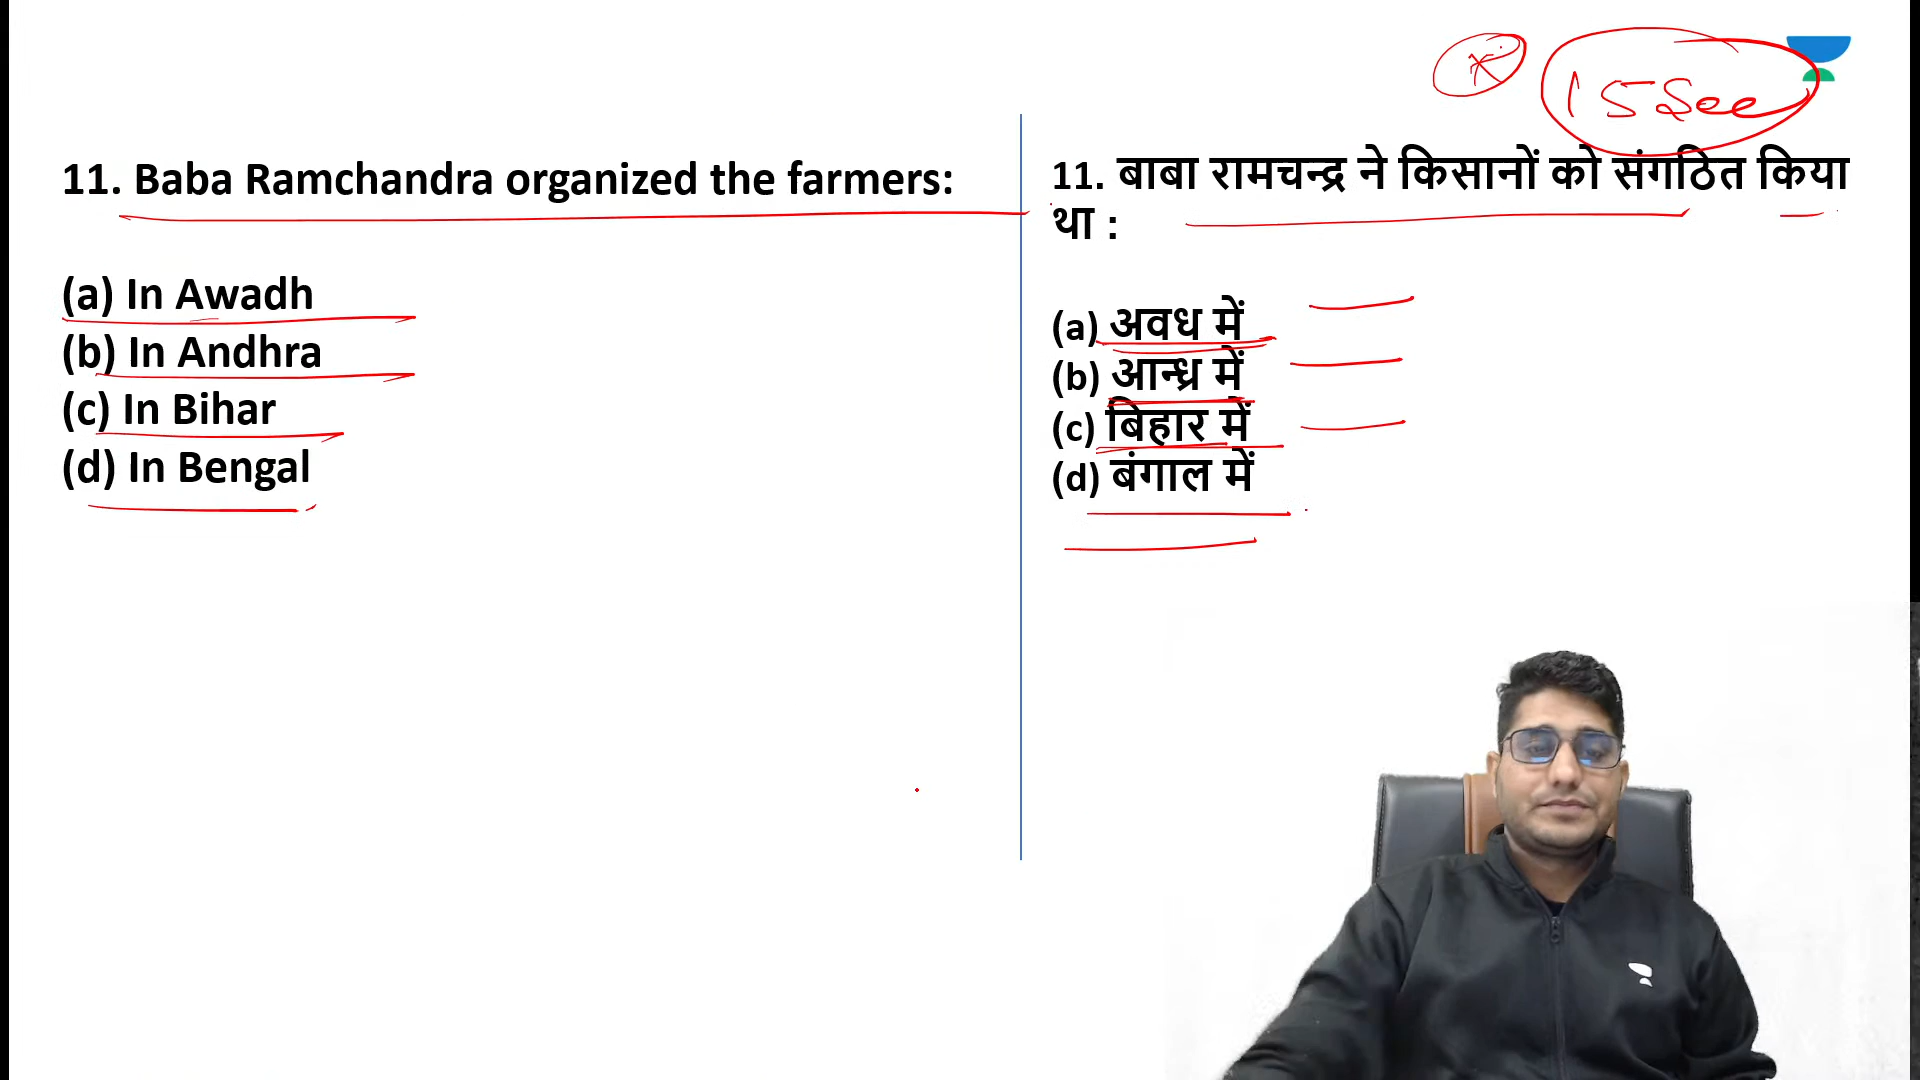 15 Sec
11. Baba Ramchandra organized the farmers:
(a) In Awadh
(b) In Andhra
(c) In Bihar
(d) In Bengal
11. बाबा रामचन्द्र ने किसानों को संगठित किया
था :
(a) अवध में
(b) आन्ध्र में
(c) बिहार में
(d) बंगाल में